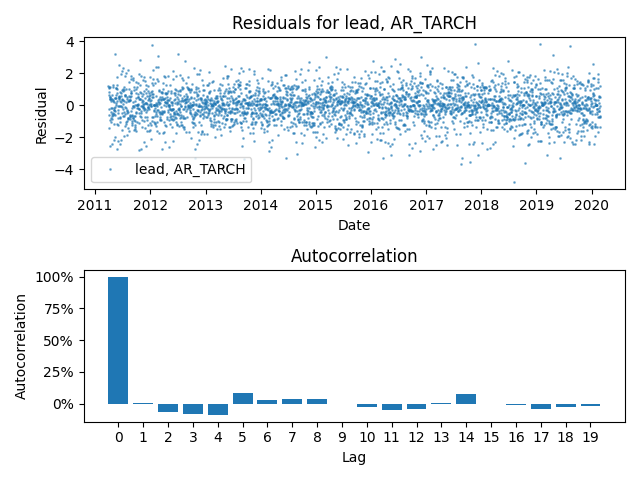 Residuals for lead, AR_TARCH
4
2
0
−2
−4
Residual
lead, AR_TARCH
2011 2012 2013 2014 2015 2016 2017 2018 2019 2020
Date
Autocorrelation
100%
75%
50%
25%
0%
Autocorrelation
0 1 2 3 4 5 6 7 8 9 10 11 12 13 14 15 16 17 18 19
Lag